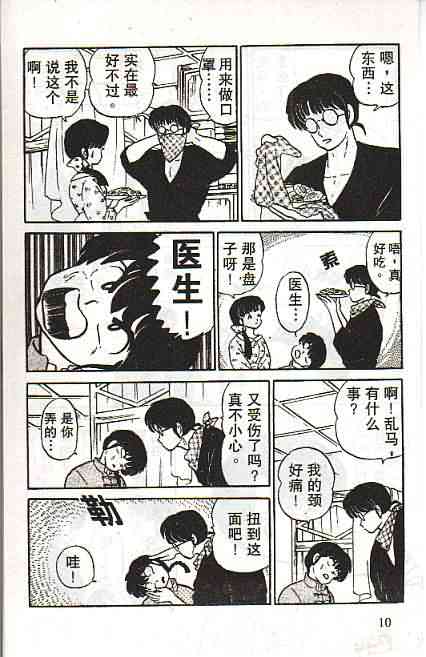 嗯，这
东西…
用来做口
罩……
实在最
好不过。
我不是
说这个
啊！
唔，真
好吃。
索
医生…
那是盘
子呀！
医生！
啊！乱马，
有什么
事？
我的颈
好痛！
又受伤了吗？
真不小心。
是你
弄的…
扭到这
面吧！
勒
哇！
10